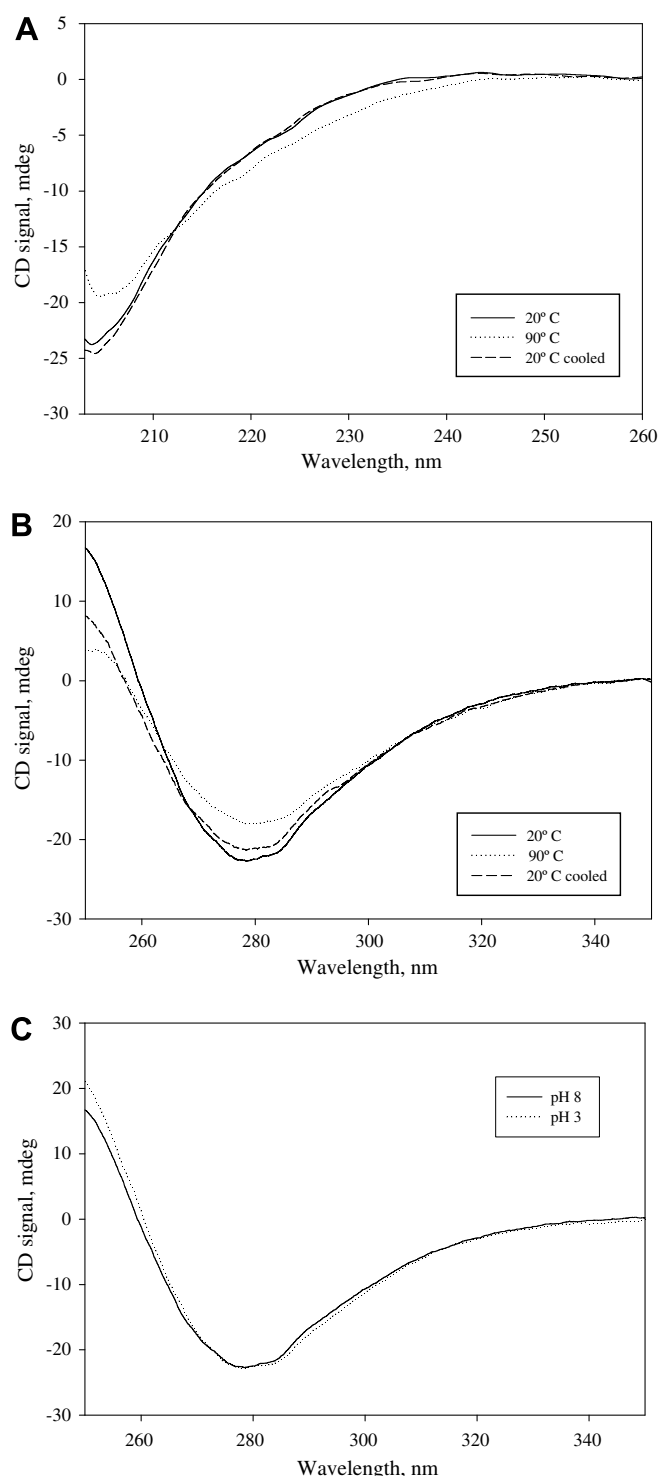 A
5
0
-5
-10
-15
-20
-25
-30
CD signal, mdeg
20º C
90º C
20º C cooled
210 220 230 240 250 260
Wavelength, nm
B
20
10
0
-10
-20
-30
CD signal, mdeg
20º C
90º C
20º C cooled
260 280 300 320 340
Wavelength, nm
C
30
20
10
0
-10
-20
-30
CD signal, mdeg
pH 8
pH 3
260 280 300 320 340
Wavelength, nm